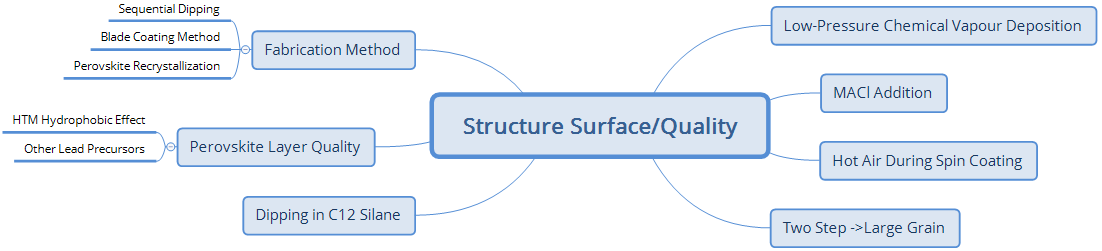 Sequential Dipping
Blade Coating Method
Perovskite Recrystallization
Fabrication Method
HTM Hydrophobic Effect
Other Lead Precursors
Perovskite Layer Quality
Dipping in C12 Silane
Structure Surface/Quality
Low-Pressure Chemical Vapour Deposition
MACl Addition
Hot Air During Spin Coating
Two Step ->Large Grain